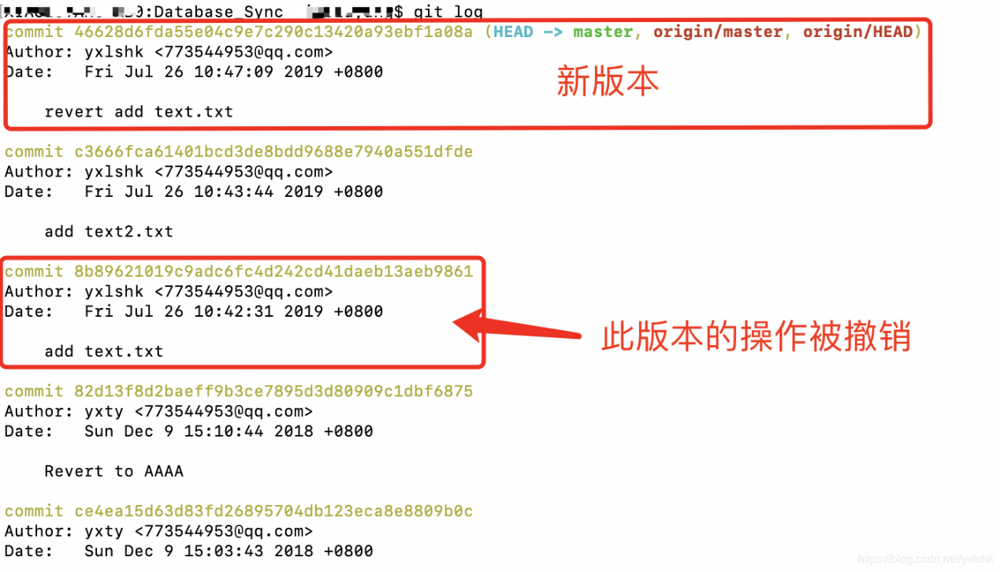 :Database_Sync $ git log
commit 46628d6fda55e04c9e7c290c13420a93ebf1a08a (HEAD -> master, origin/master, origin/HEAD)
Author: yxlshk <773544953@qq.com>
Date:   Fri Jul 26 10:47:09 2019 +0800
新版本
revert add text.txt
commit c3666fca61401bcd3de8bdd9688e7940a551dfde
Author: yxlshk <773544953@qq.com>
Date:   Fri Jul 26 10:43:44 2019 +0800
add text2.txt
commit 8b89621019c9adc6fc4d242cd41daeb13aeb9861
Author: yxlshk <773544953@qq.com>
Date:   Fri Jul 26 10:42:31 2019 +0800
此版本的操作被撤销
add text.txt
commit 82d13f8d2baeff9b3ce7895d3d80909c1dbf6875
Author: yxty <773544953@qq.com>
Date:   Sun Dec 9 15:10:44 2018 +0800
Revert to AAAA
commit ce4ea15d63d83fd26895704db123eca8e8809b0c
Author: yxty <773544953@qq.com>
Date:   Sun Dec 9 15:03:43 2018 +0800
https://blog.csdn.net/yxlshk